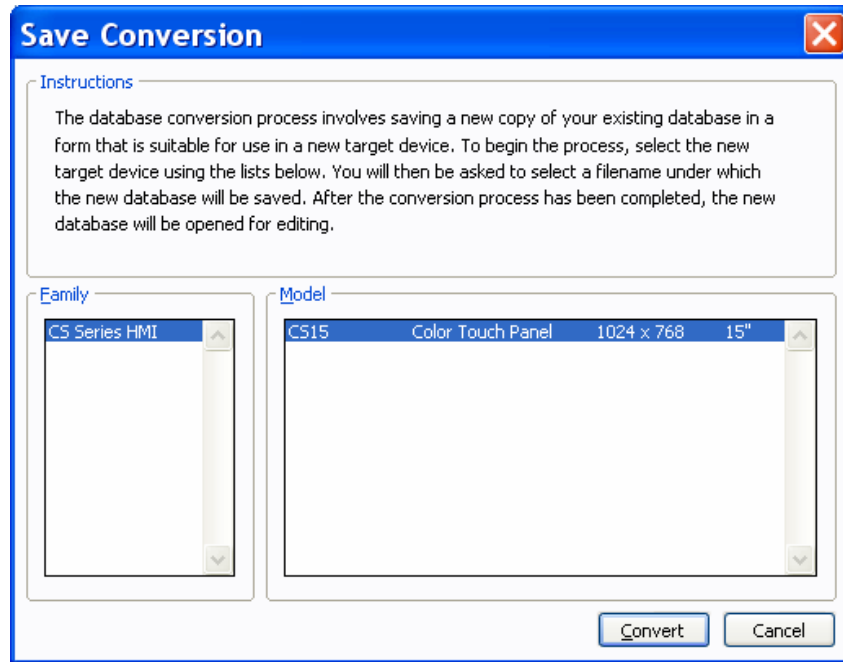 Save Conversion
Instructions
The database conversion process involves saving a new copy of your existing database in a
form that is suitable for use in a new target device. To begin the process, select the new
target device using the lists below. You will then be asked to select a filename under which
the new database will be saved. After the conversion process has been completed, the new
database will be opened for editing.
Family
Model
CS Series HMI
CS15 Color Touch Panel 1024 x 768 15"
Convert
Cancel